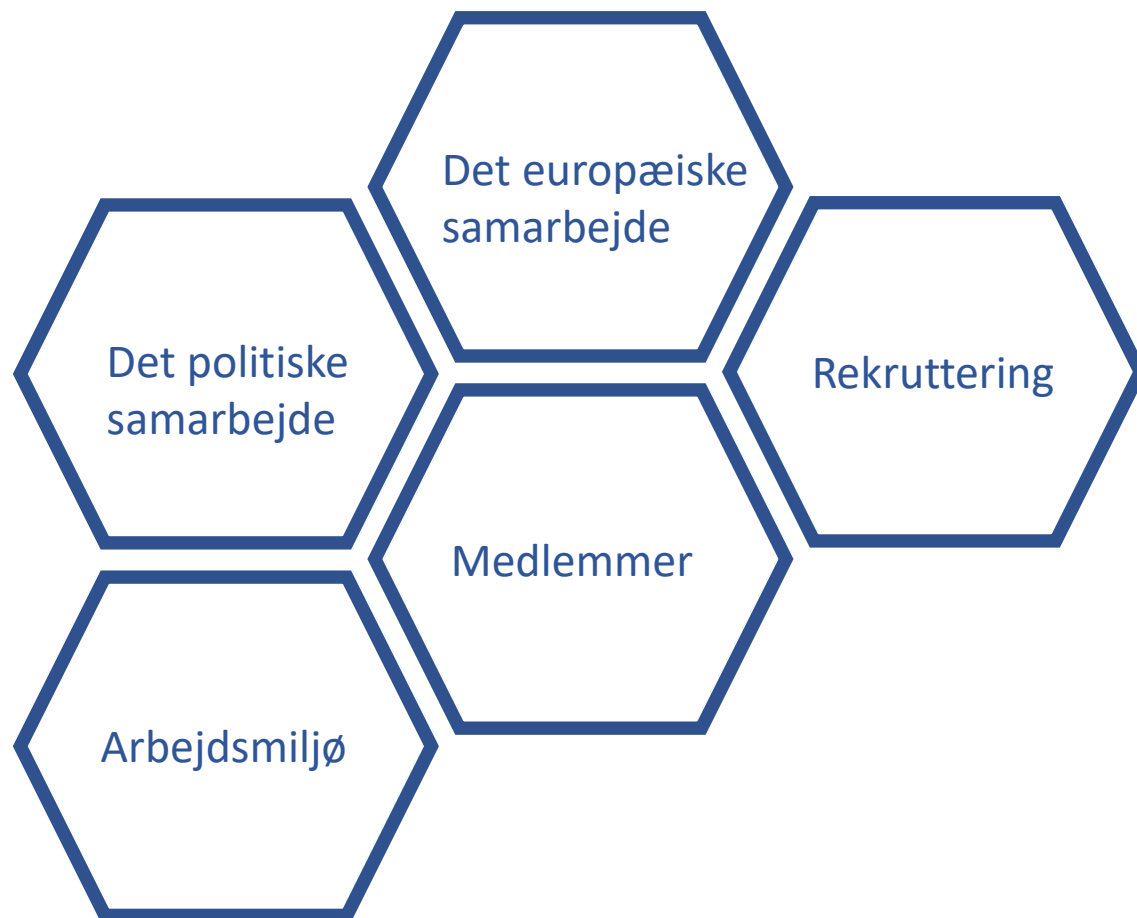 Det europæiske
samarbejde
Det politiske
samarbejde
Rekruttering
Medlemmer
Arbejdsmiljø